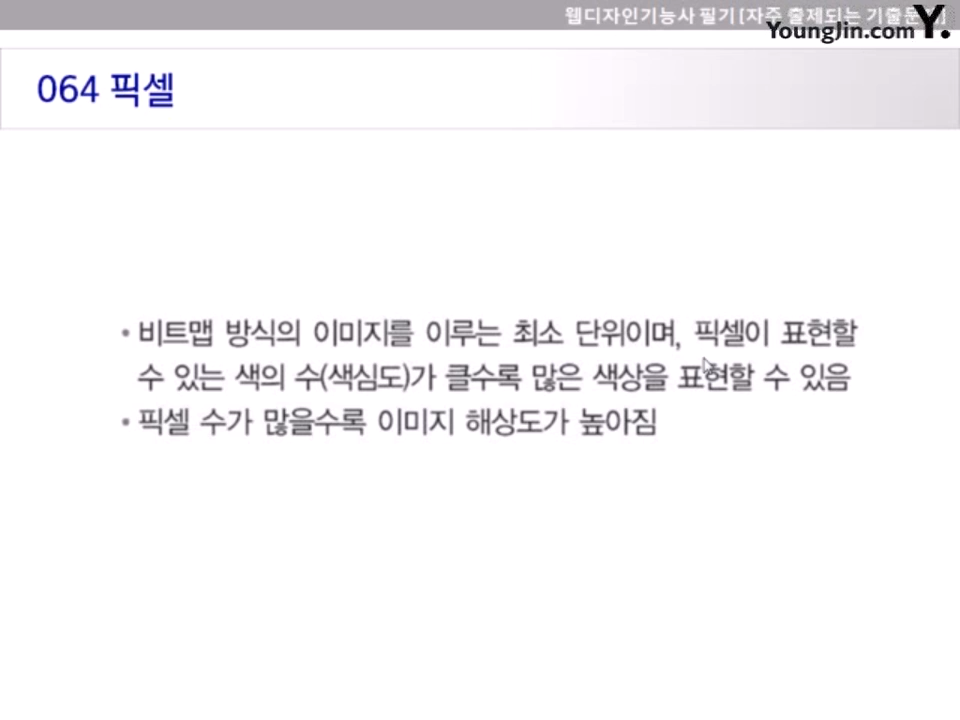 웹디자인기능사 필기 [자주 출제되는 기출문제]
YoungJin.com Y.
064 픽셀
• 비트맵 방식의 이미지를 이루는 최소 단위이며, 픽셀이 표현할
수 있는 색의 수(색심도)가 클수록 많은 색상을 표현할 수 있음
• 픽셀 수가 많을수록 이미지 해상도가 높아짐